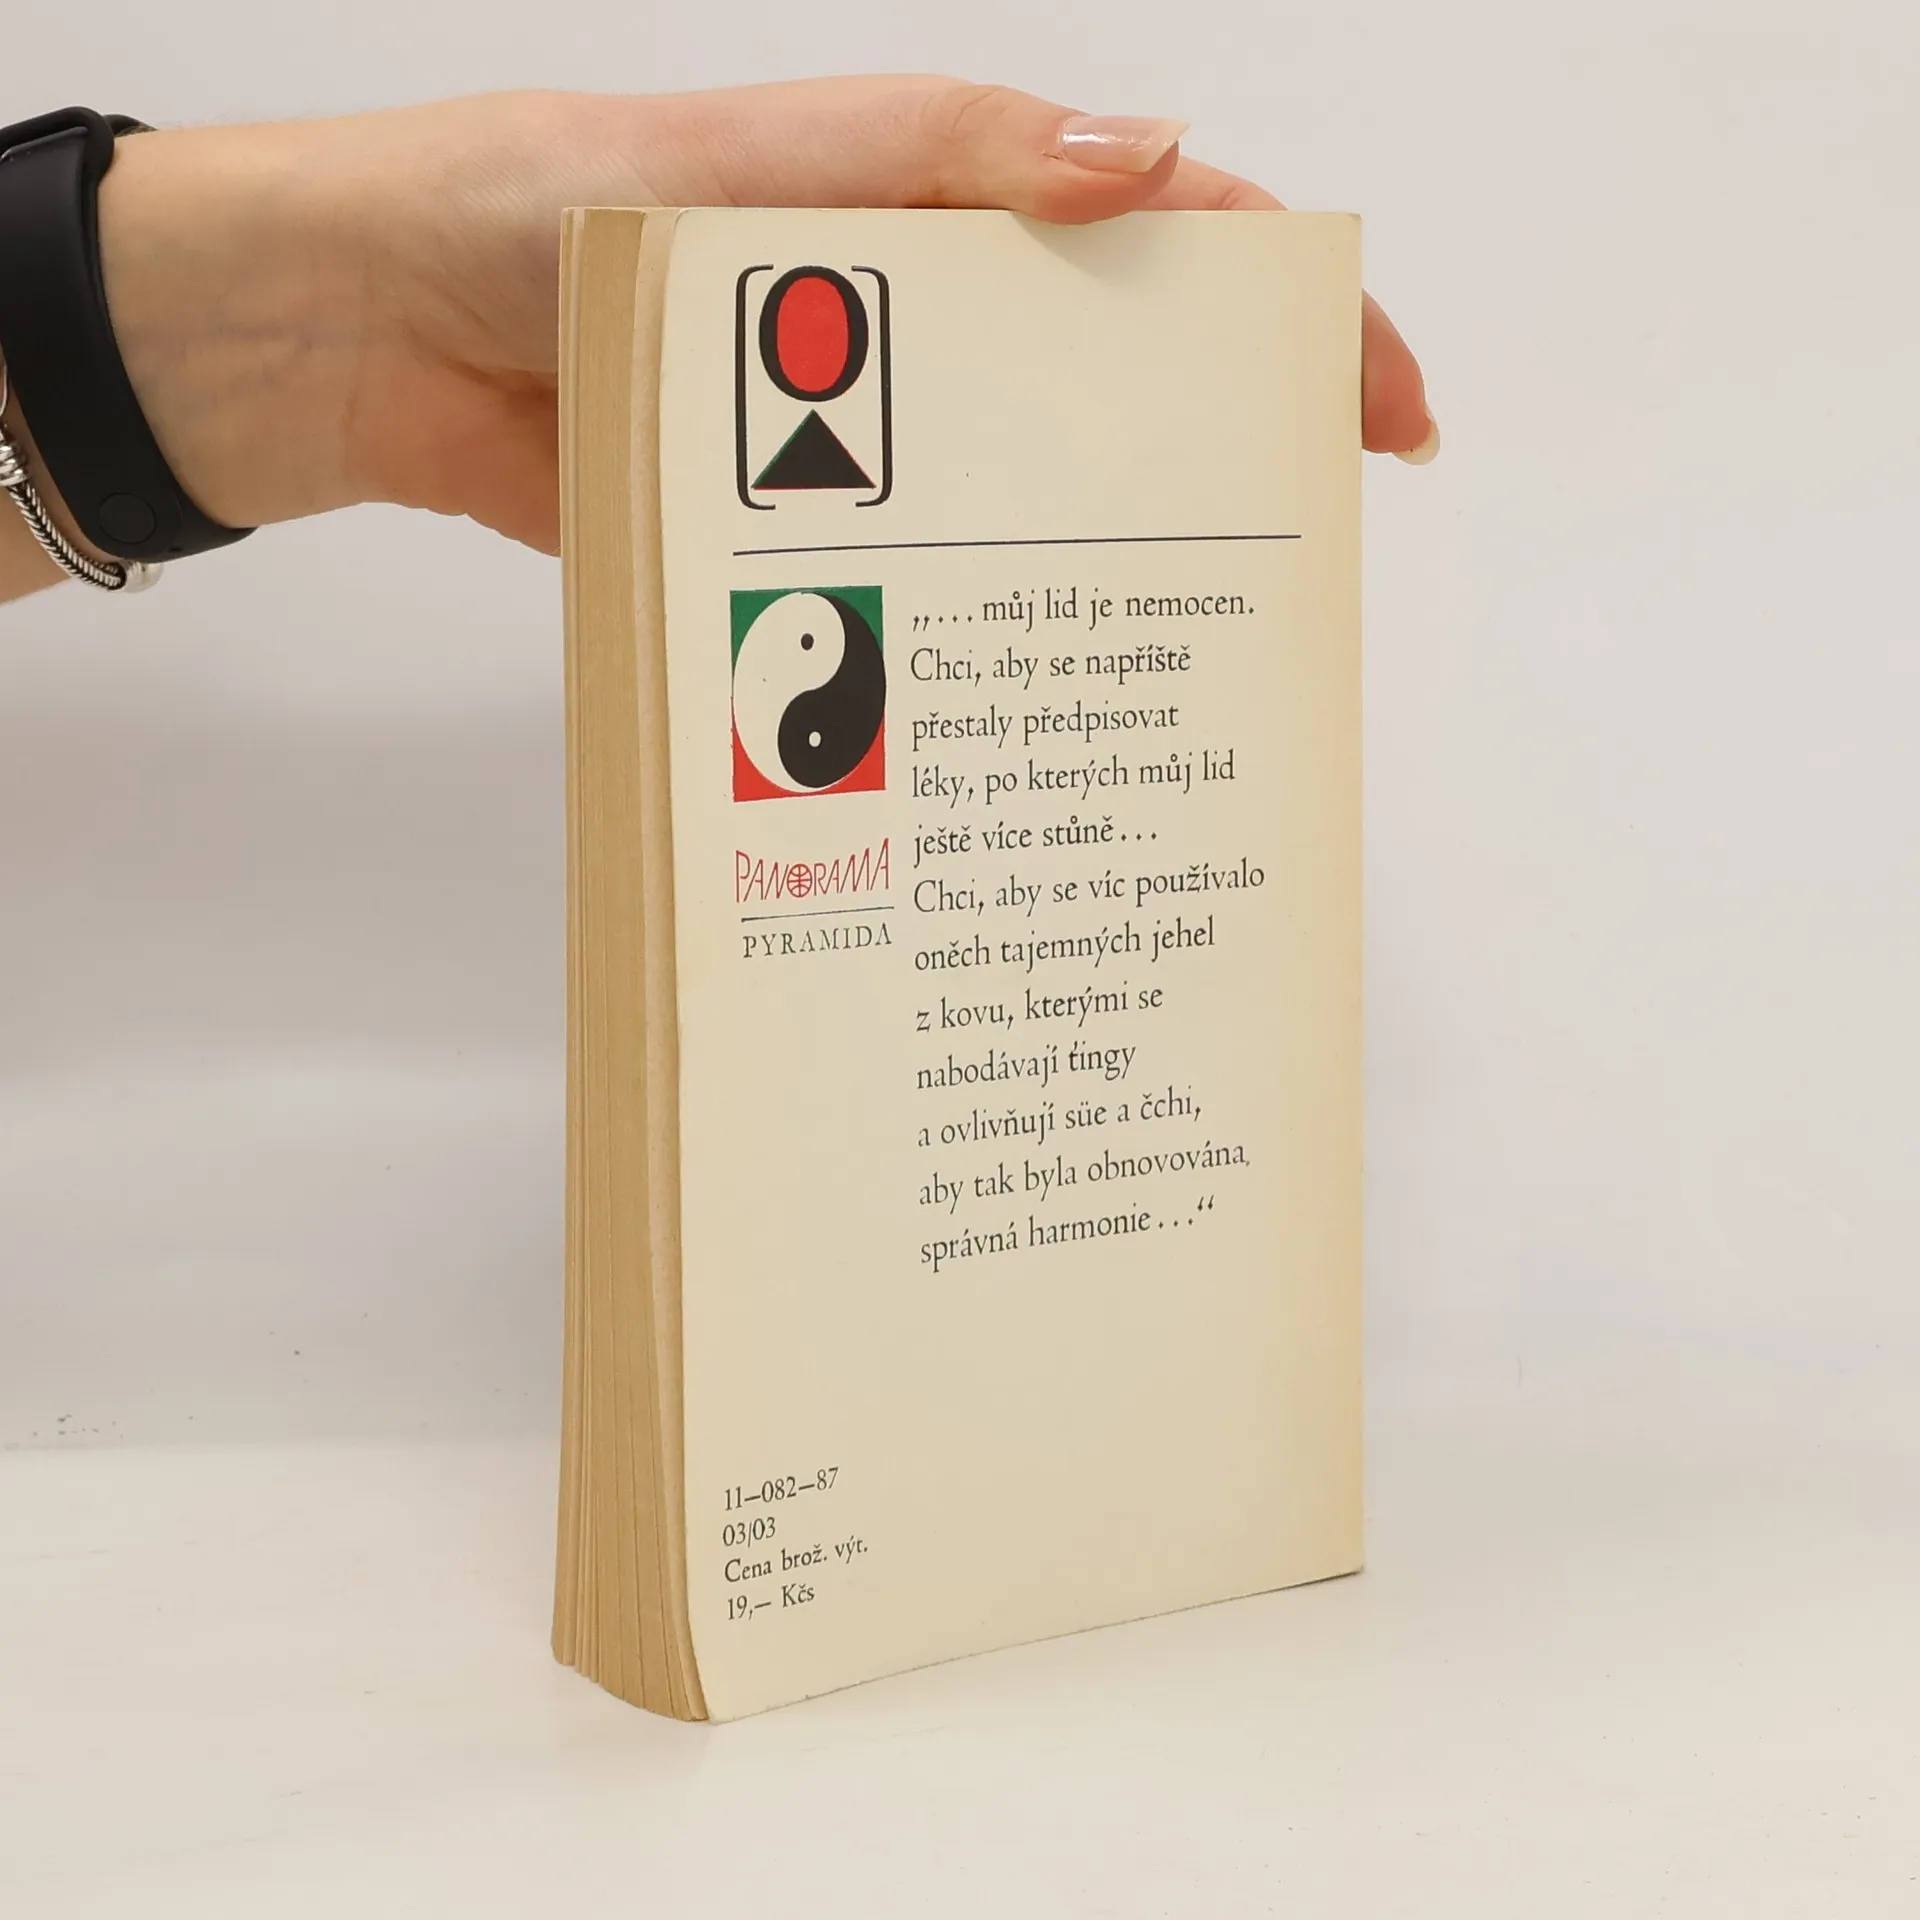 O
„... můj lid je nemocen.
Chci, aby se napříště
přestaly předpisovat
léky, po kterých můj lid
ještě více stůně...
Chci, aby se víc používalo
oněch tajemných jehel
z kovu, kterými se
nabodávají ťingy
a ovlivňují süe a čchi,
aby tak byla obnovována
správná harmonie...“
PANORAMA
PYRAMIDA
11—082—87
03/03
Cena brož. výt.
19,— Kčs